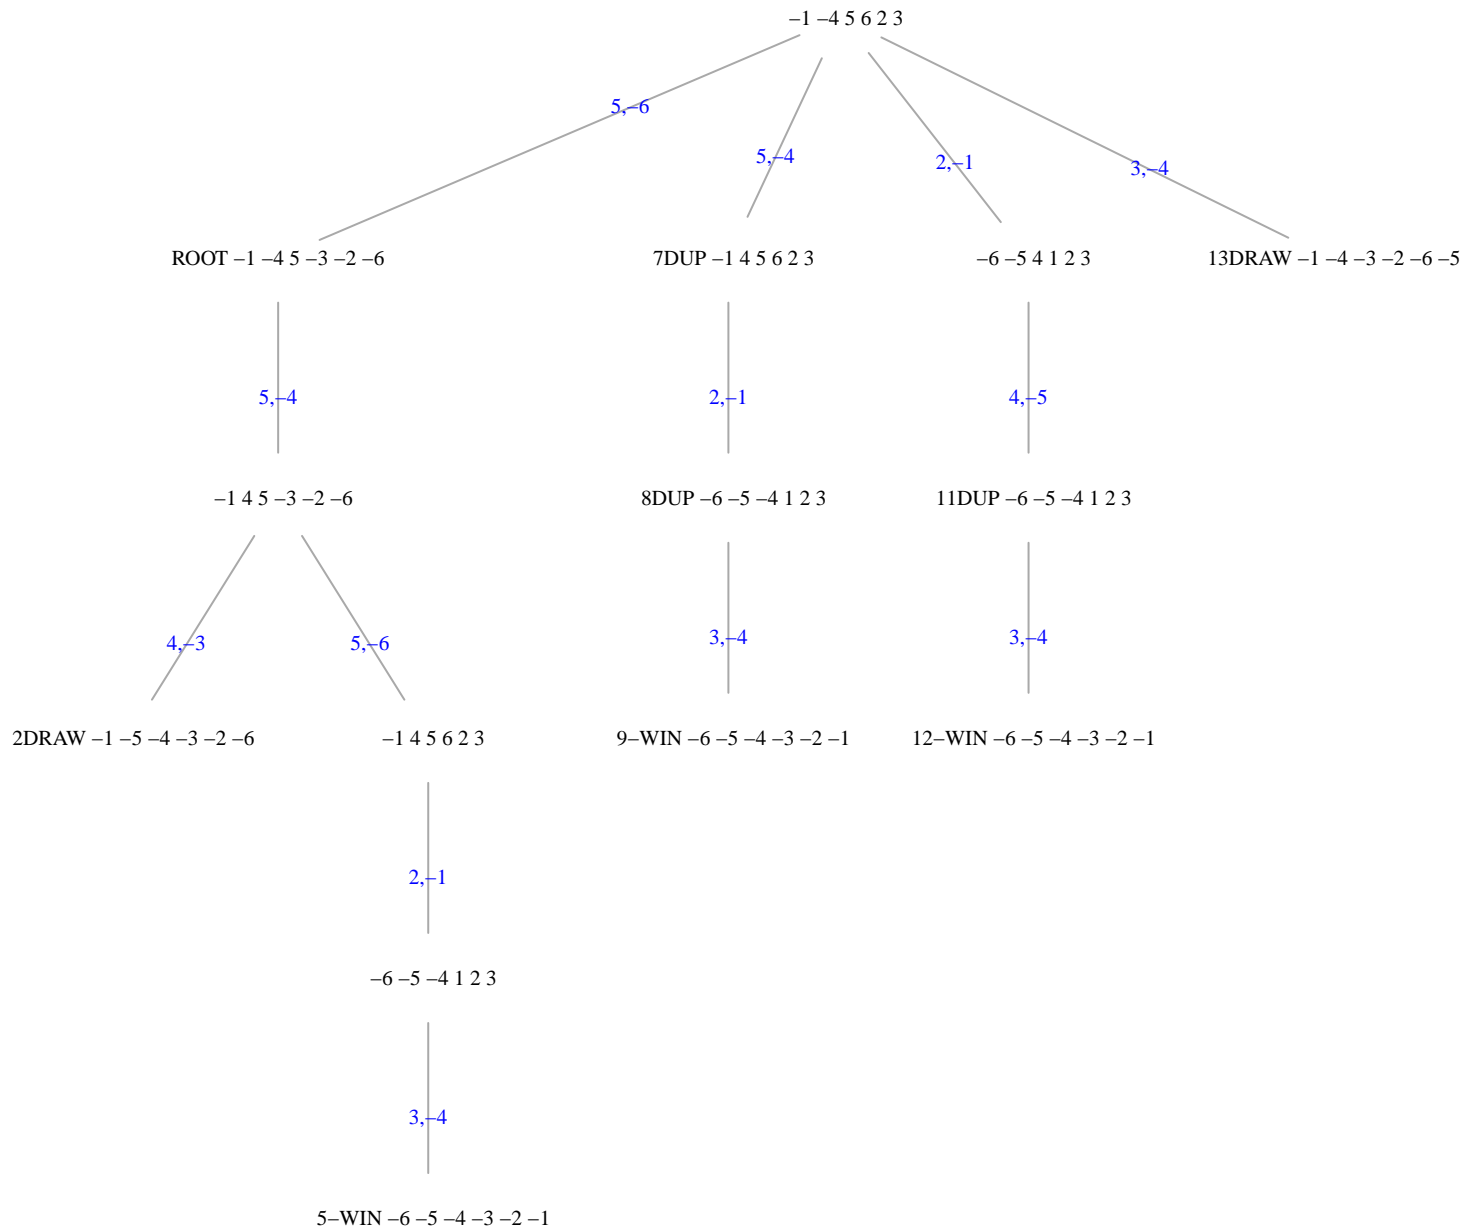 –1 –4 5 6 2 3
5,–6
5,–4
2,–1
3,–4
ROOT –1 –4 5 –3 –2 –6
7DUP –1 4 5 6 2 3
–6 –5 4 1 2 3
13DRAW –1 –4 –3 –2 –6 –5
5,–4
2,–1
4,–5
–1 4 5 –3 –2 –6
8DUP –6 –5 –4 1 2 3
11DUP –6 –5 –4 1 2 3
4,–3
5,–6
3,–4
3,–4
2DRAW –1 –5 –4 –3 –2 –6
–1 4 5 6 2 3
9–WIN –6 –5 –4 –3 –2 –1
12–WIN –6 –5 –4 –3 –2 –1
2,–1
–6 –5 –4 1 2 3
3,–4
5–WIN –6 –5 –4 –3 –2 –1